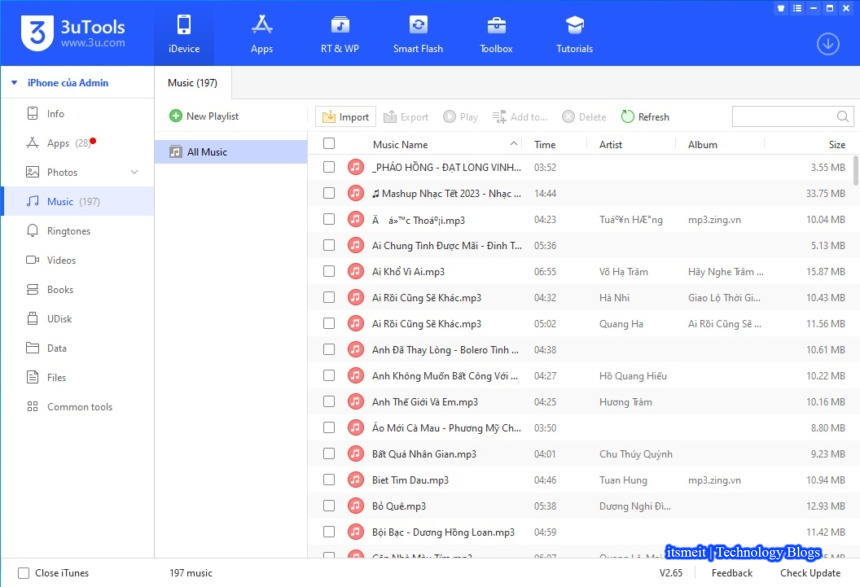 3uTools
www.3u.com
iDevice
Apps
RT & WP
Smart Flash
Toolbox
Tutorials
iPhone của Admin
Info
Apps (28)
Photos
Music (197)
Ringtones
Videos
Books
UDisk
Data
Files
Common tools
Music (197)
New Playlist
All Music
Import Export Play Add to... Delete Refresh
Music Name Time Artist Album Size
_PHÁO HỒNG - ĐẠT LONG VINH... 03:52 3.55 MB
♫ Mashup Nhạc Tết 2023 - Nhạc ... 14:44 33.75 MB
04:23 mp3.zing.vn 10.04 MB
Ai Chung Tình Được Mãi - Đinh T... 05:36 5.13 MB
Ai Khổ Vì Ai.mp3 06:55 Võ Hạ Trâm Hãy Nghe Trâm ... 15.87 MB
Ai Rồi Cũng Sẽ Khác.mp3 04:32 Hà Nhi Giao Lộ Thời Gi... 10.43 MB
Ai Rồi Cũng Sẽ Khác.mp3 05:02 Quang Ha Ai Rồi Cũng Sẽ ... 11.56 MB
Anh Đã Thay Lòng - Bolero Tình ... 04:38 10.61 MB
Anh Không Muốn Bất Công Với ... 04:27 Hồ Quang Hiếu 10.22 MB
Anh Thế Giới Và Em.mp3 04:25 Hương Tràm 10.16 MB
Áo Mới Cà Mau - Phương Mỹ Ch... 03:50 8.80 MB
Bất Quá Nhân Gian.mp3 04:01 Chu Thúy Quỳnh 9.23 MB
Biet Tim Dau.mp3 04:46 Tuan Hung mp3.zing.vn 10.94 MB
Bỏ Quê.mp3 05:38 Dương Nghi Đì... 12.93 MB
Bội Bạc - Dương Hồng Loan.mp3 04:59 11.42 MB
itsmeit | Technology Blogs
Close iTunes
197 music
V2.65
Feedback
Check Update